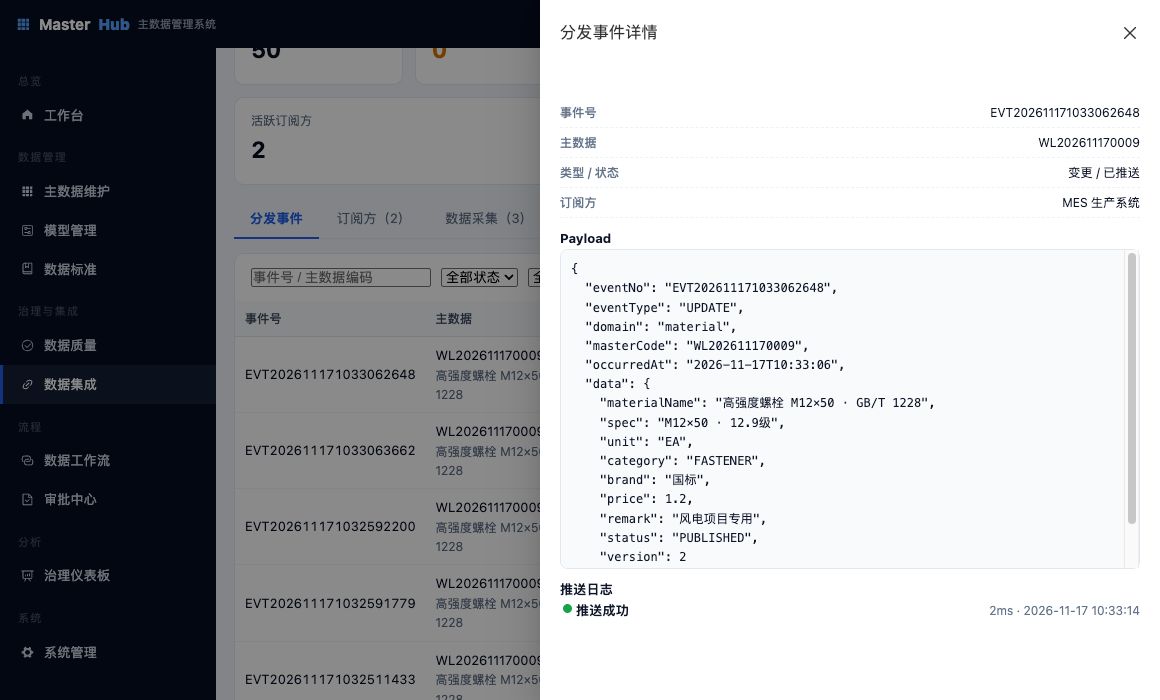 Master Hub 主数据管理系统
总览
工作台
数据管理
主数据维护
模型管理
数据标准
治理与集成
数据质量
数据集成
流程
数据工作流
审批中心
分析
治理仪表板
系统
系统管理
50
0
活跃订阅方
2
分发事件 订阅方（2） 数据采集（3）
事件号 / 主数据编码 全部状态
事件号 主数据
EVT202611171033062648
WL202611170009
高强度螺栓 M12×50
1228
EVT202611171033063662
WL202611170009
高强度螺栓 M12×50
1228
EVT202611171032592200
WL202611170009
高强度螺栓 M12×50
1228
EVT202611171032591779
WL202611170009
高强度螺栓 M12×50
1228
EVT202611171032511433
WL202611170009
高强度螺栓 M12×50
1228
分发事件详情
事件号 EVT202611171033062648
主数据 WL202611170009
类型 / 状态 变更 / 已推送
订阅方 MES 生产系统
Payload
{
"eventNo": "EVT202611171033062648",
"eventType": "UPDATE",
"domain": "material",
"masterCode": "WL202611170009",
"occurredAt": "2026-11-17T10:33:06",
"data": {
"materialName": "高强度螺栓 M12×50 · GB/T 1228",
"spec": "M12×50 · 12.9级",
"unit": "EA",
"category": "FASTENER",
"brand": "国标",
"price": 1.2,
"remark": "风电项目专用",
"status": "PUBLISHED",
"version": 2
推送日志
推送成功 2ms · 2026-11-17 10:33:14